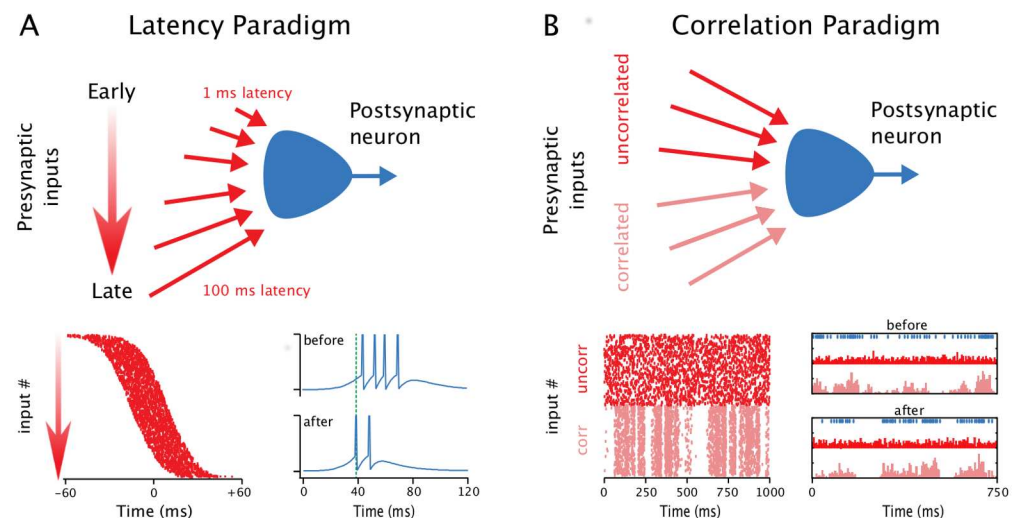 A
Latency Paradigm
Early
1 ms latency
Postsynaptic
neuron
Presynaptic
inputs
Late
100 ms latency
input #
-60
0
+60
Time (ms)
before
after
0
40
80
120
Time (ms)
B
Correlation Paradigm
Presynaptic
inputs
uncorrelated
correlated
Postsynaptic
neuron
input #
uncorr
corr
0
250
500
750
1000
Time (ms)
before
after
0
750
Time (ms)